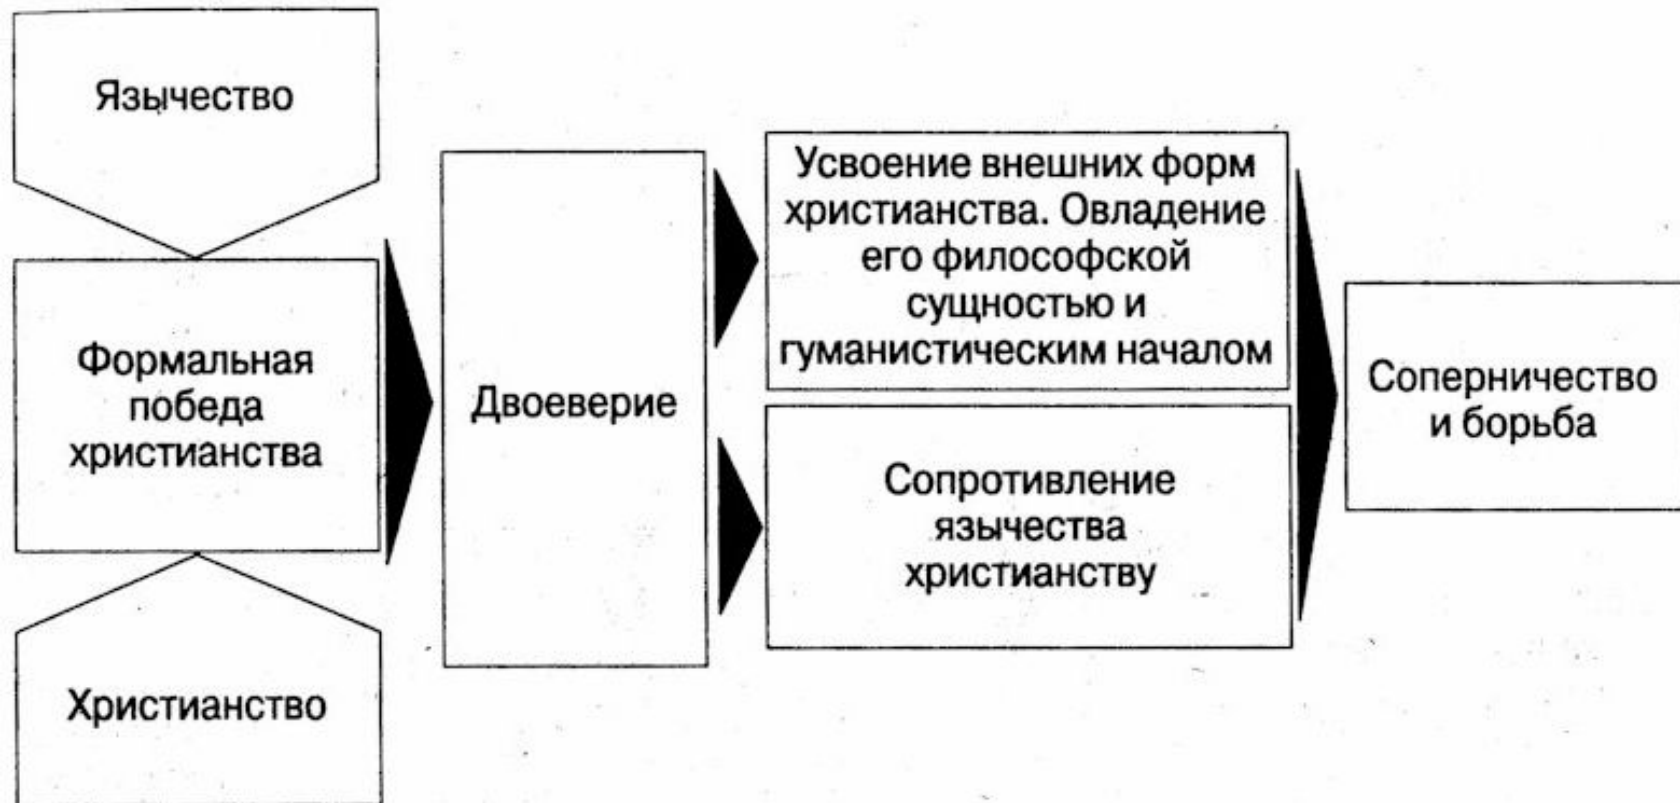 Язычество
Формальная
победа
христианства
Христианство
Двоеверие
Усвоение внешних форм
христианства. Овладение
его философской
сущностью и
гуманистическим началом
Сопротивление
язычества
христианству
Соперничество
и борьба